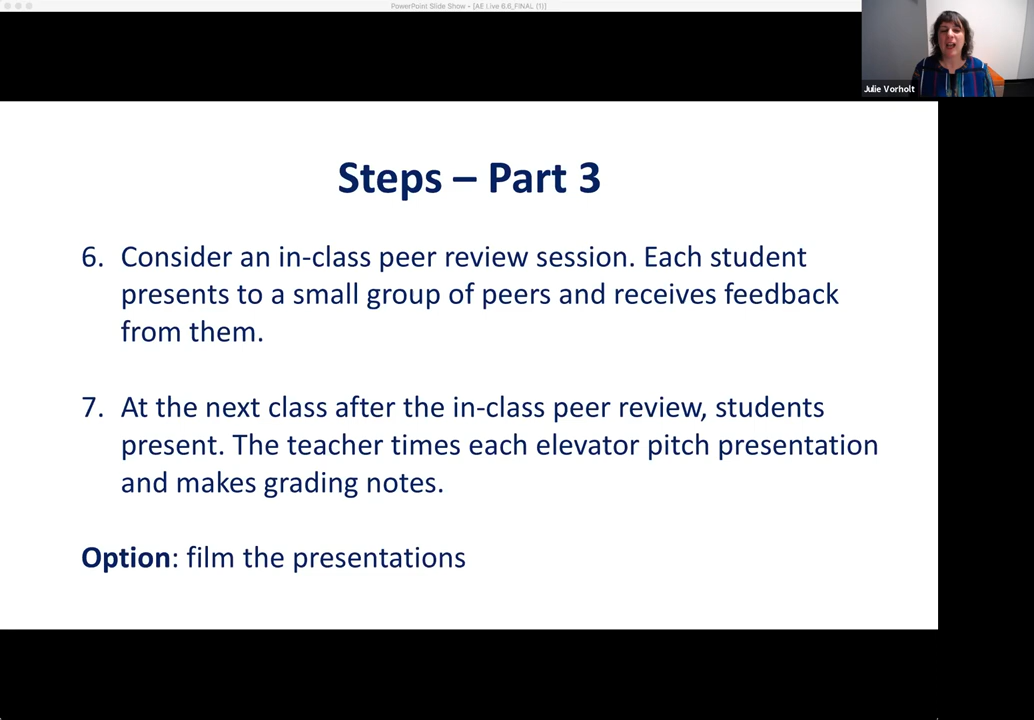 PowerPoint Slide Show - [AE Live 6.6_FINAL (1)]
Julie Vorholt
Steps – Part 3
6. Consider an in-class peer review session. Each student
presents to a small group of peers and receives feedback
from them.
7. At the next class after the in-class peer review, students
present. The teacher times each elevator pitch presentation
and makes grading notes.
Option: film the presentations